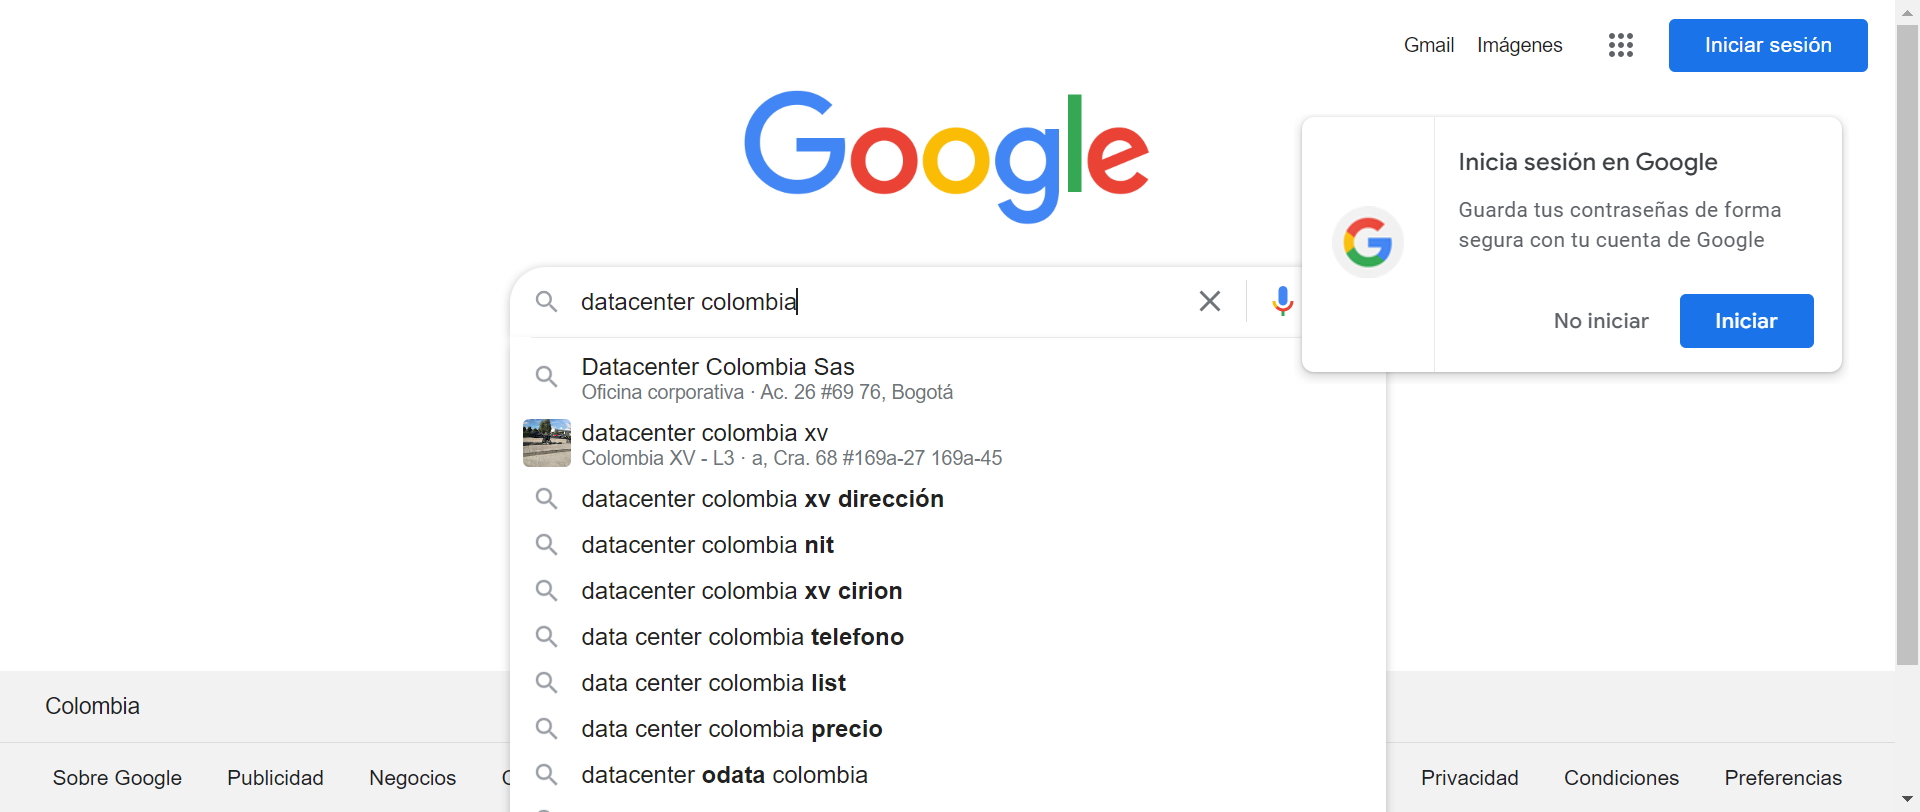 Gmail
Imágenes
Iniciar sesión
Google
Inicia sesión en Google
Guarda tus contraseñas de forma
segura con tu cuenta de Google
No iniciar
Iniciar
datacenter colombia
Datacenter Colombia Sas
Oficina corporativa · Ac. 26 #69 76, Bogotá
datacenter colombia xv
Colombia XV - L3 · a, Cra. 68 #169a-27 169a-45
datacenter colombia xv dirección
datacenter colombia nit
datacenter colombia xv cirion
data center colombia telefono
data center colombia list
data center colombia precio
datacenter odata colombia
Colombia
Sobre Google
Publicidad
Negocios
Privacidad
Condiciones
Preferencias